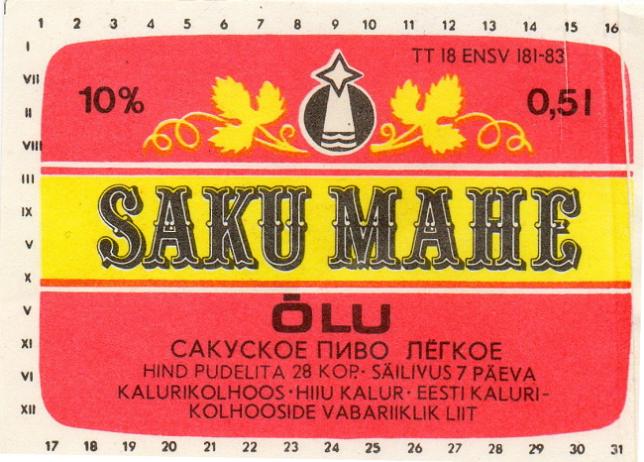 1 2 3 4 5 6 7 8 9 10 11 12 13 14 15 16
I
VII
II
VIII
III
IX
V
X
V
XI
VI
XII
TT 18 ENSV 181-83
10%
0,5 l
SAKU MAHE
ÕLU
САКУСКОЕ ПИВО ЛЁГКОЕ
HIND PUDELITA 28 KOP. · SÄILIVUS 7 PÄEVA
KALURIKOLHOOS · HIIU KALUR · EESTI KALURI-
KOLHOOSIDE VABARIIKLIK LIIT
17 18 19 20 21 22 23 24 25 26 27 28 29 30 31